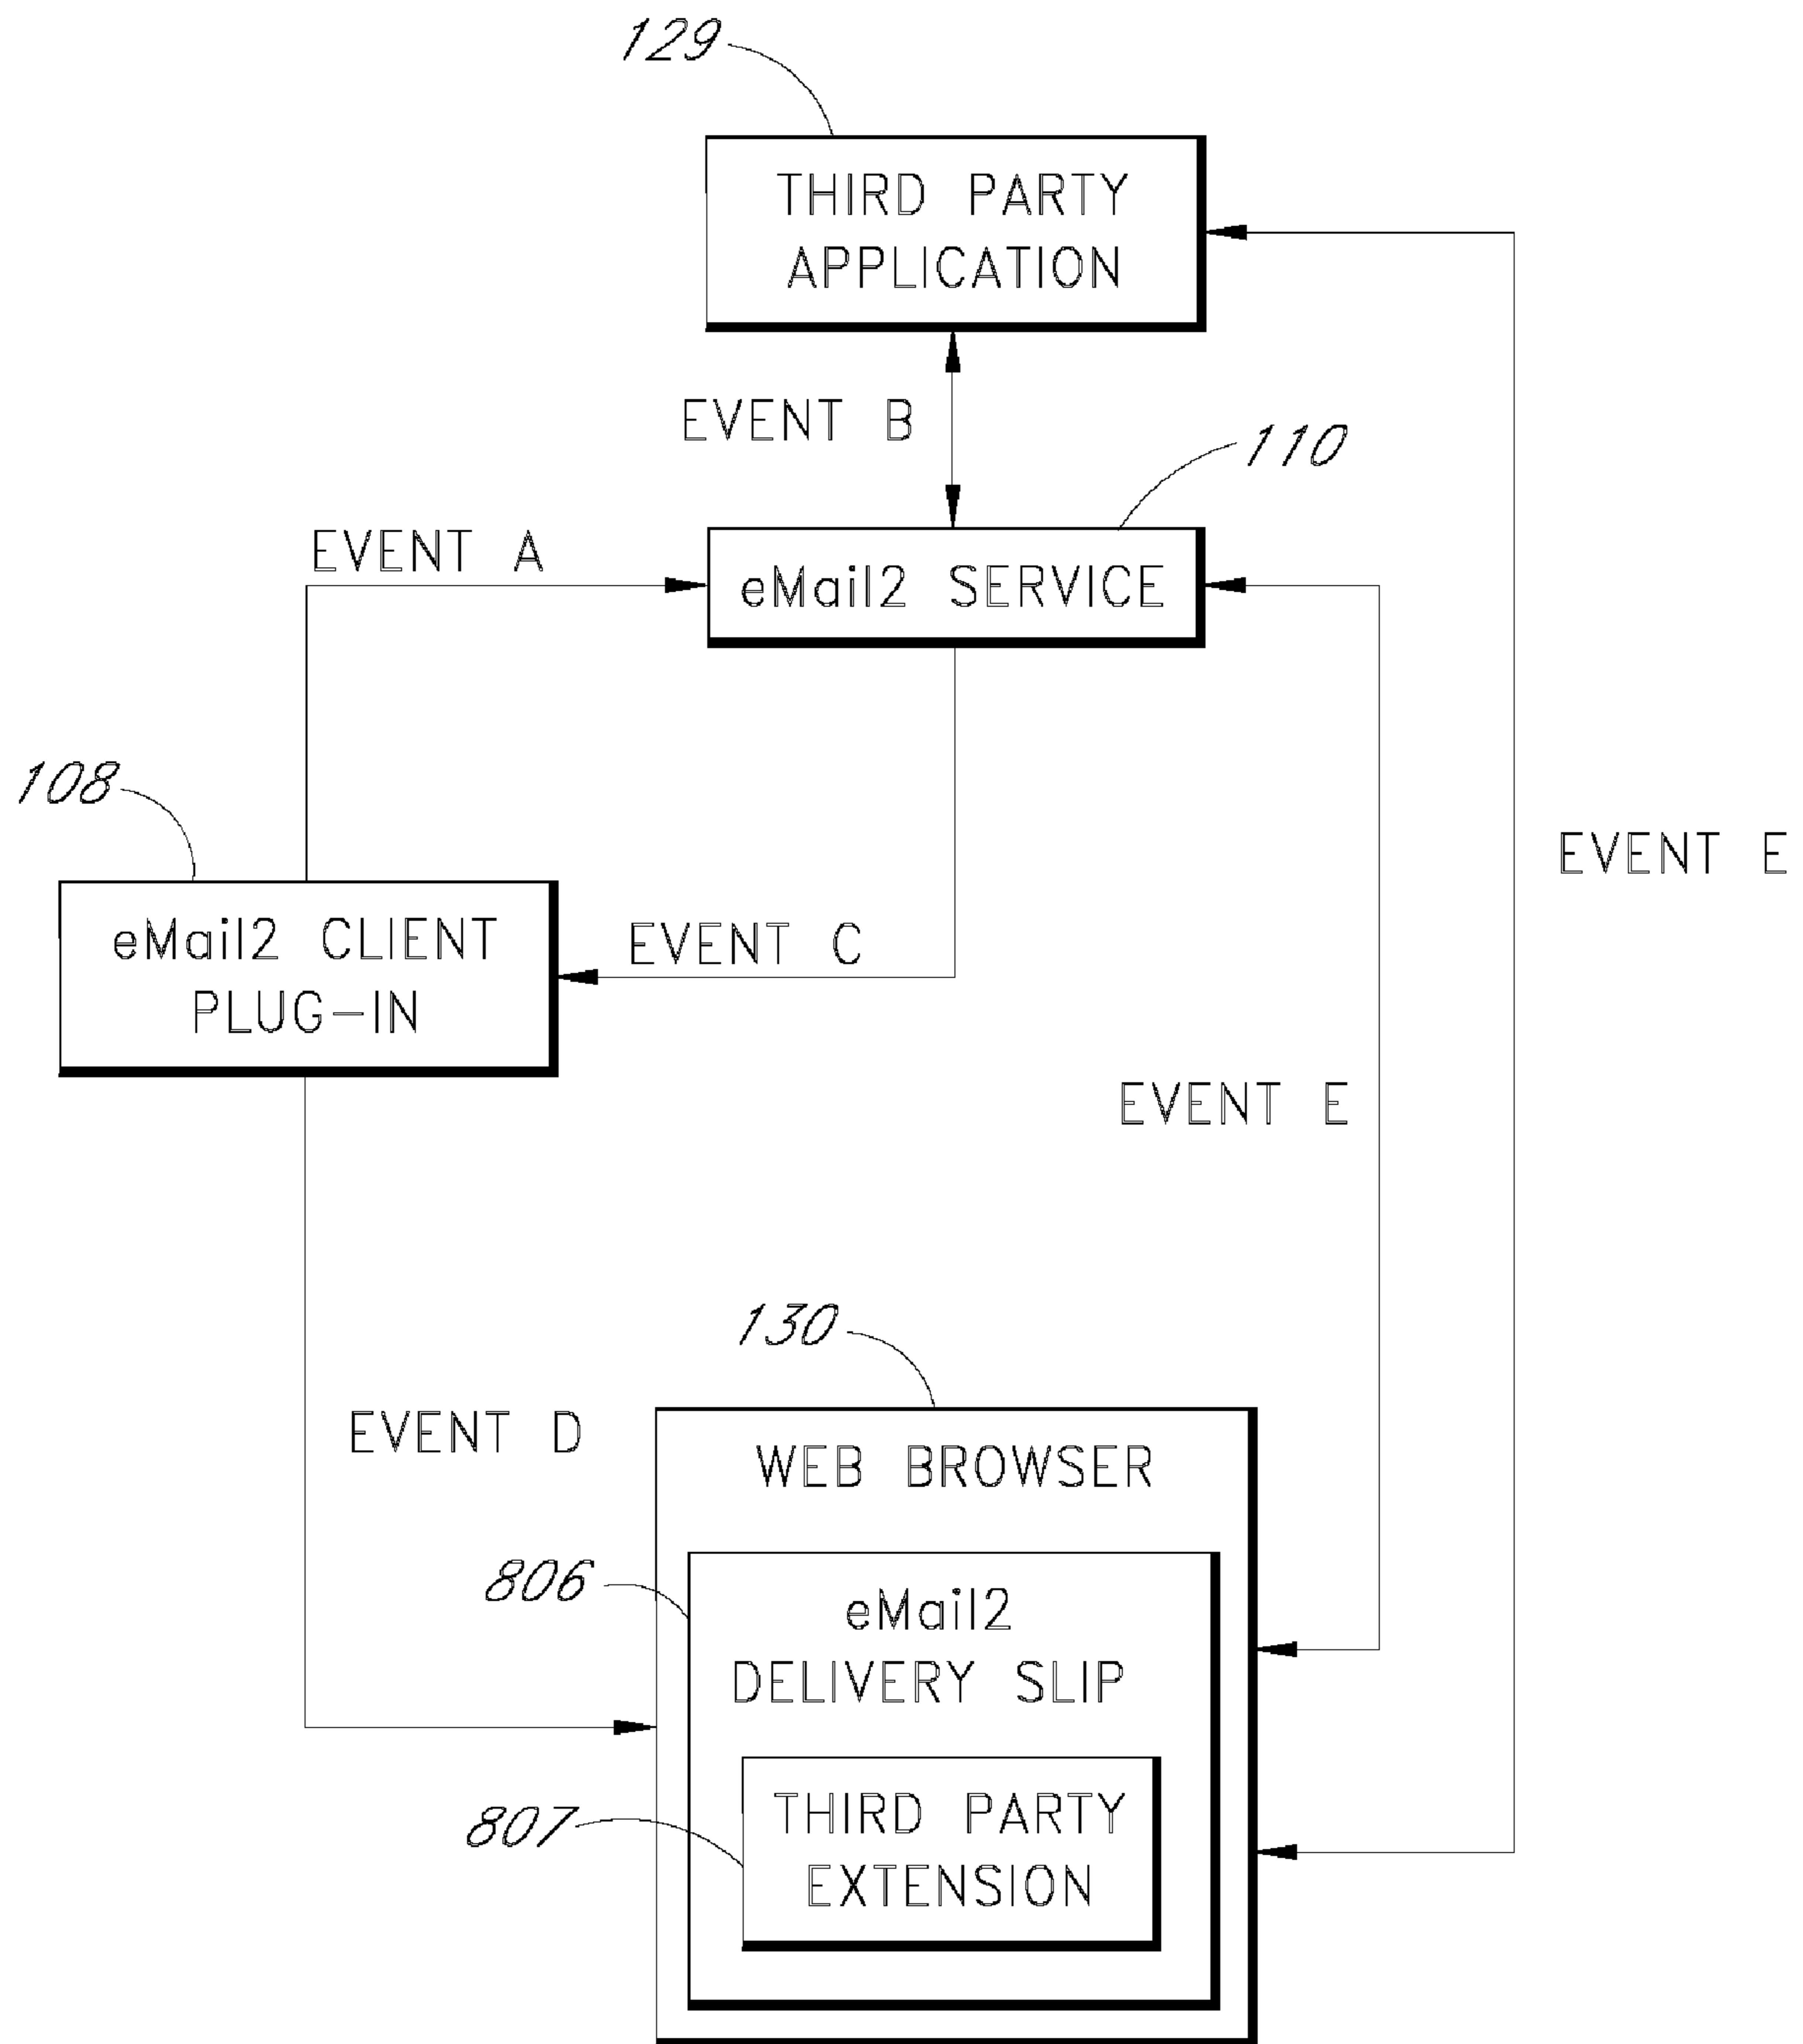 129
THIRD PARTY
APPLICATION
EVENT B
110
EVENT A
eMail2 SERVICE
108
EVENT E
eMail2 CLIENT
PLUG-IN
EVENT C
EVENT E
130
EVENT D
WEB BROWSER
806
eMail2
DELIVERY SLIP
807
THIRD PARTY
EXTENSION